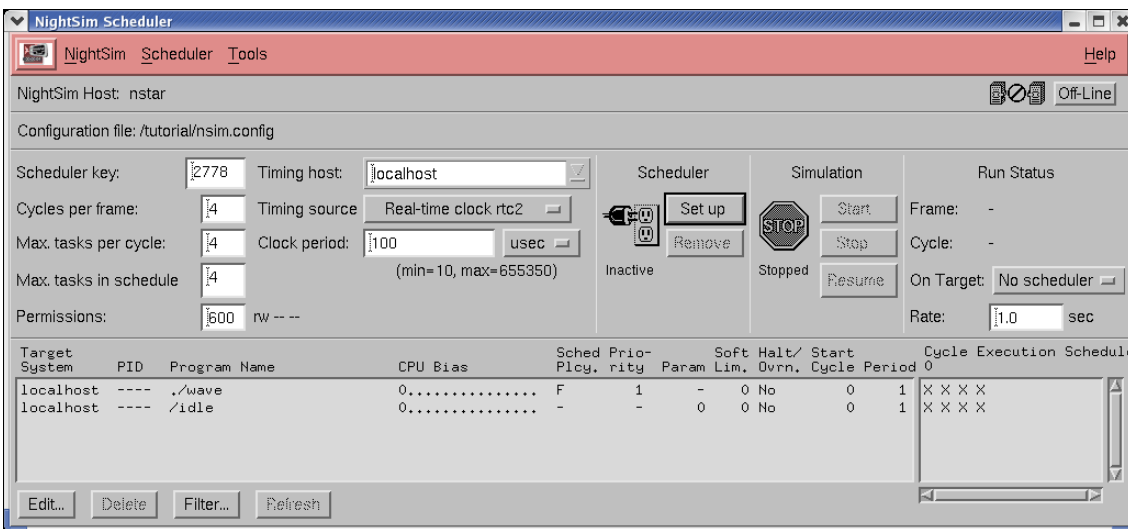 NightSim Scheduler
NightSim Scheduler Tools Help
NightSim Host: nstar Off-Line
Configuration file: /tutorial/nsim.config
Scheduler key: 2778 Timing host: localhost Scheduler Simulation Run Status
Cycles per frame: 4 Timing source Real-time clock rtc2 Set up STOP Start Frame: -
Max. tasks per cycle: 4 Clock period: 100 usec Remove Stop Cycle: -
(min=10, max=655350) Inactive Stopped
Max. tasks in schedule 4 Resume On Target: No scheduler
Permissions: 600 rw -- -- Rate: 1.0 sec
Target Sched Prio- Soft Halt/ Start Cycle Execution Schedul
System PID Program Name CPU Bias Plcy. rity Param Lim. Ovrn. Cycle Period 0
localhost ---- ./wave 0............... F 1 - 0 No 0 1 X X X X
localhost ---- /idle 0............... - - 0 0 No 0 1 X X X X
Edit... Delete Filter... Refresh